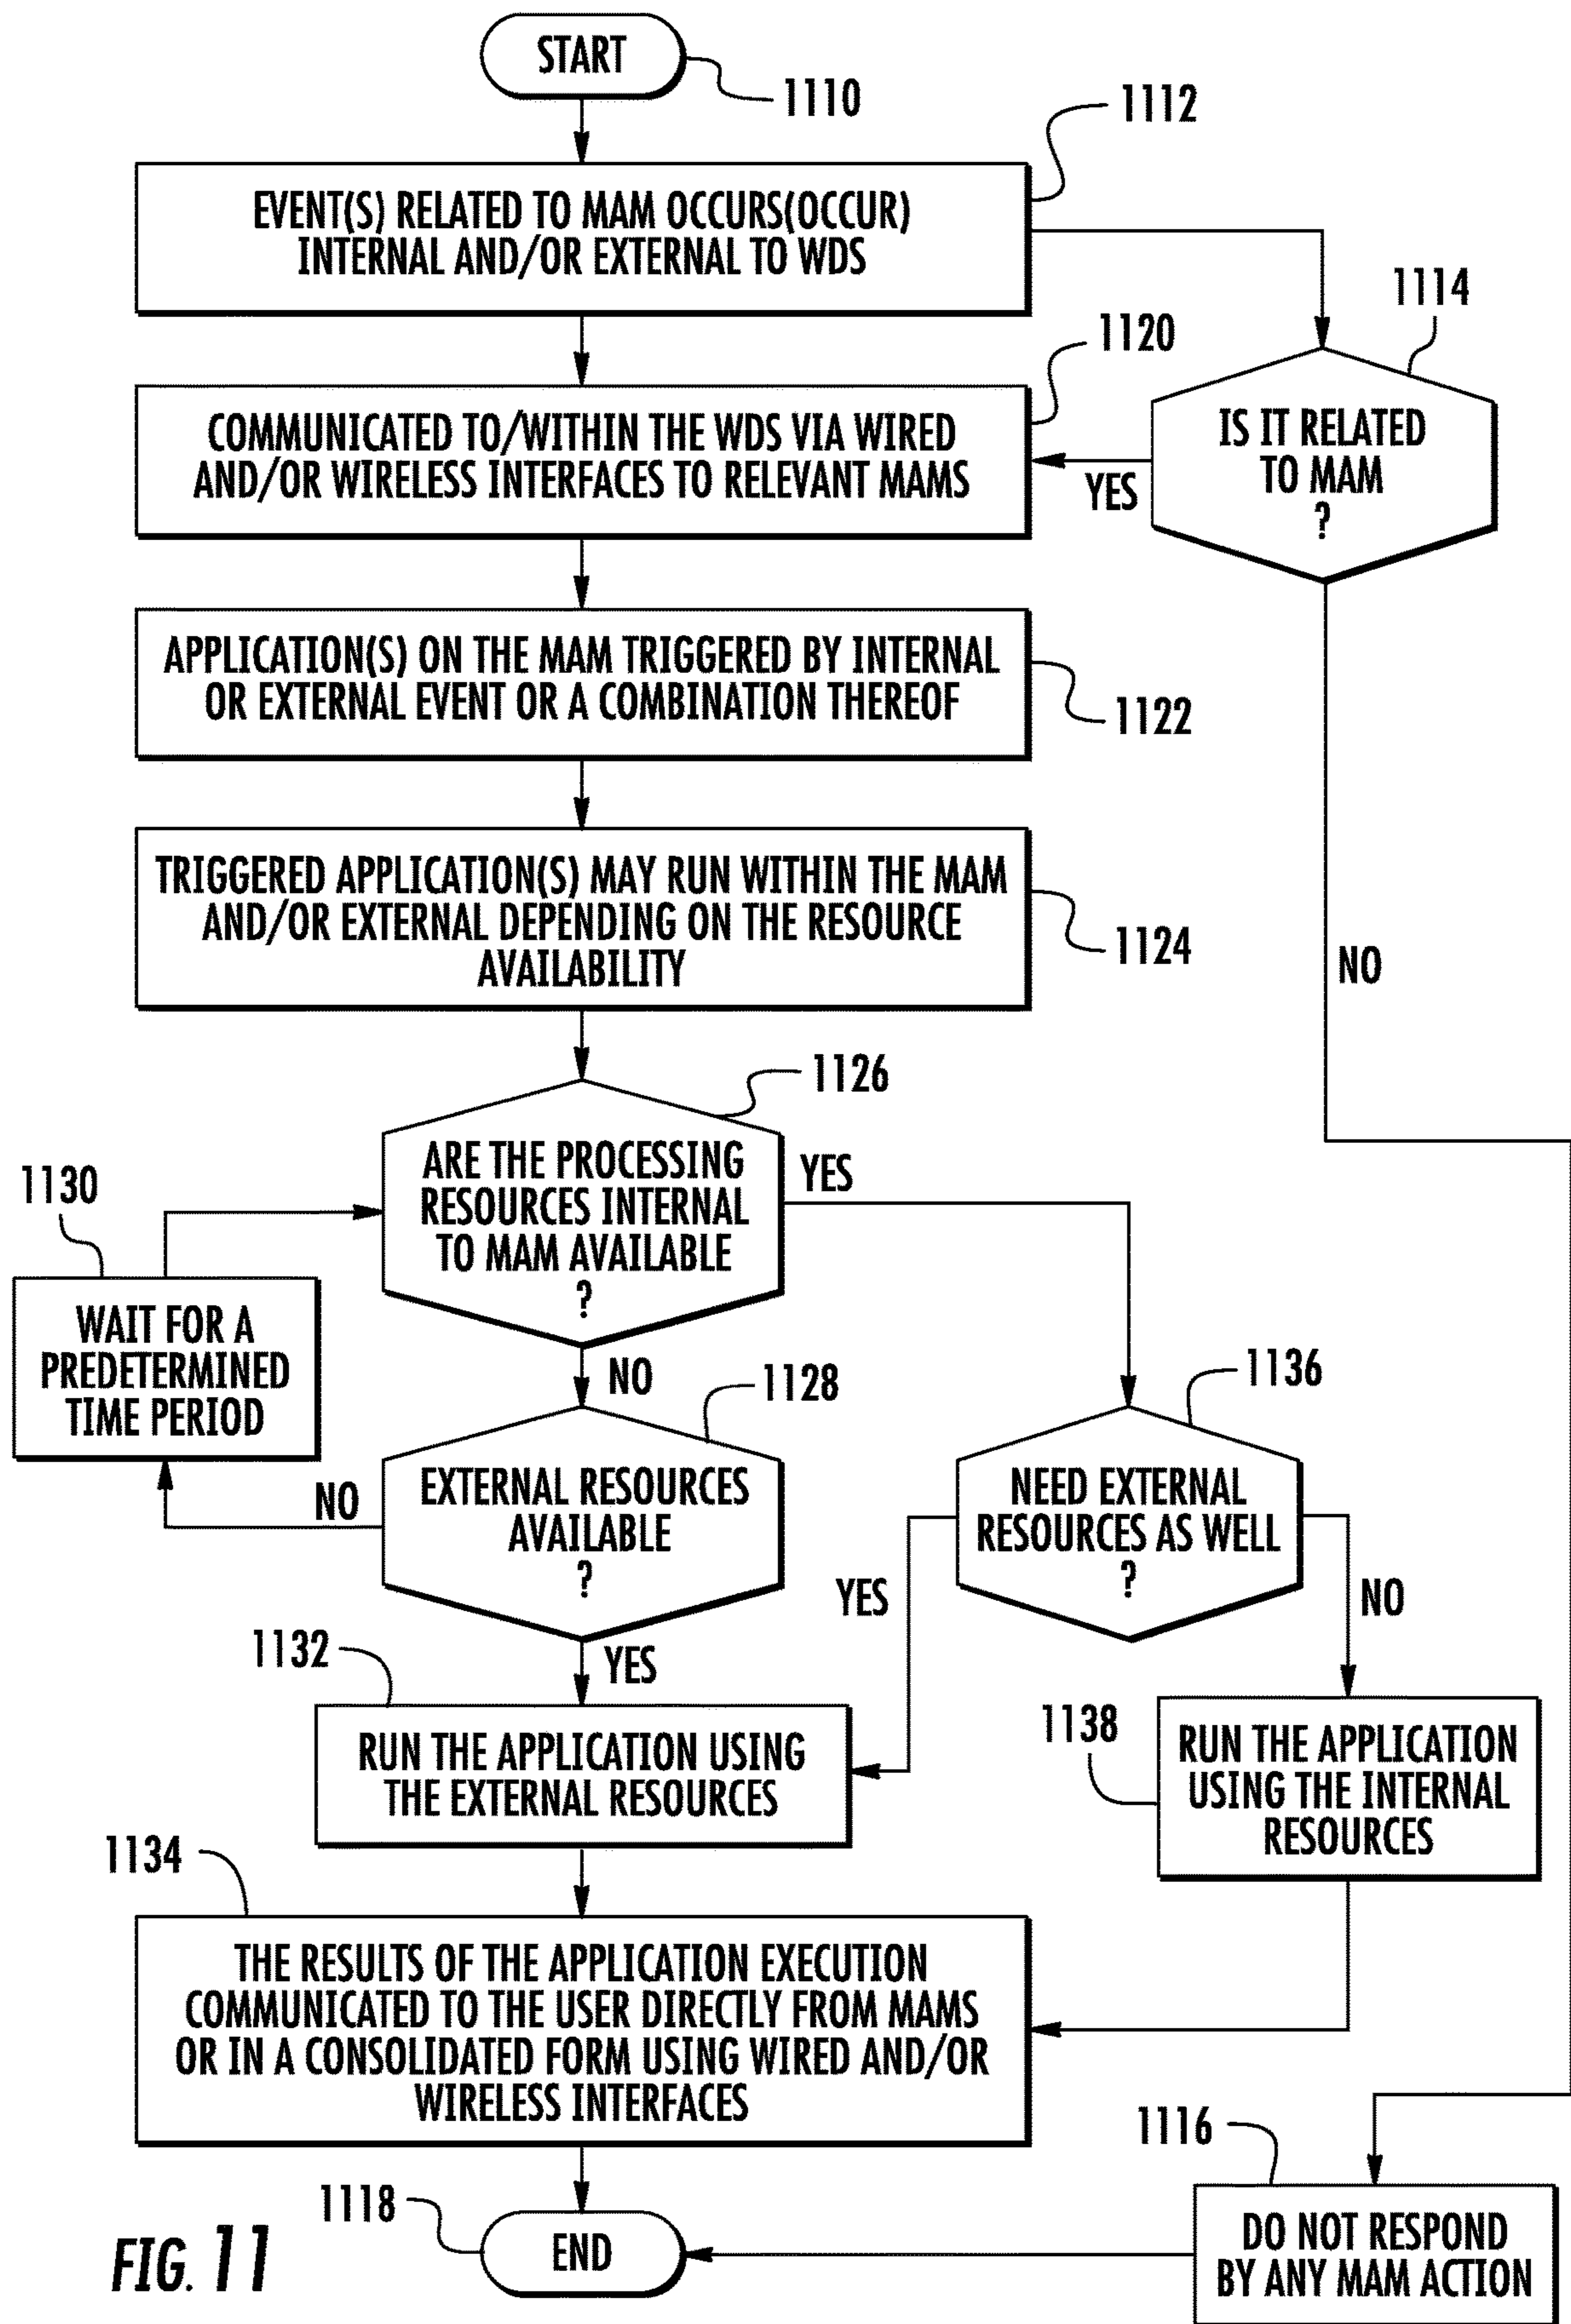 START
1110
1112
EVENT(S) RELATED TO MAM OCCURS(OCCUR)
INTERNAL AND/OR EXTERNAL TO WDS
1114
IS IT RELATED
TO MAM
?
YES
NO
1120
COMMUNICATED TO/WITHIN THE WDS VIA WIRED
AND/OR WIRELESS INTERFACES TO RELEVANT MAMS
APPLICATION(S) ON THE MAM TRIGGERED BY INTERNAL
OR EXTERNAL EVENT OR A COMBINATION THEREOF
1122
TRIGGERED APPLICATION(S) MAY RUN WITHIN THE MAM
AND/OR EXTERNAL DEPENDING ON THE RESOURCE
AVAILABILITY
1124
1126
ARE THE PROCESSING
RESOURCES INTERNAL
TO MAM AVAILABLE
?
YES
NO
1130
WAIT FOR A
PREDETERMINED
TIME PERIOD
1128
EXTERNAL RESOURCES
AVAILABLE
?
NO
YES
1136
NEED EXTERNAL
RESOURCES AS WELL
?
YES
NO
1132
RUN THE APPLICATION USING
THE EXTERNAL RESOURCES
1138
RUN THE APPLICATION
USING THE INTERNAL
RESOURCES
1134
THE RESULTS OF THE APPLICATION EXECUTION
COMMUNICATED TO THE USER DIRECTLY FROM MAMS
OR IN A CONSOLIDATED FORM USING WIRED AND/OR
WIRELESS INTERFACES
1116
DO NOT RESPOND
BY ANY MAM ACTION
1118
END
FIG. 11